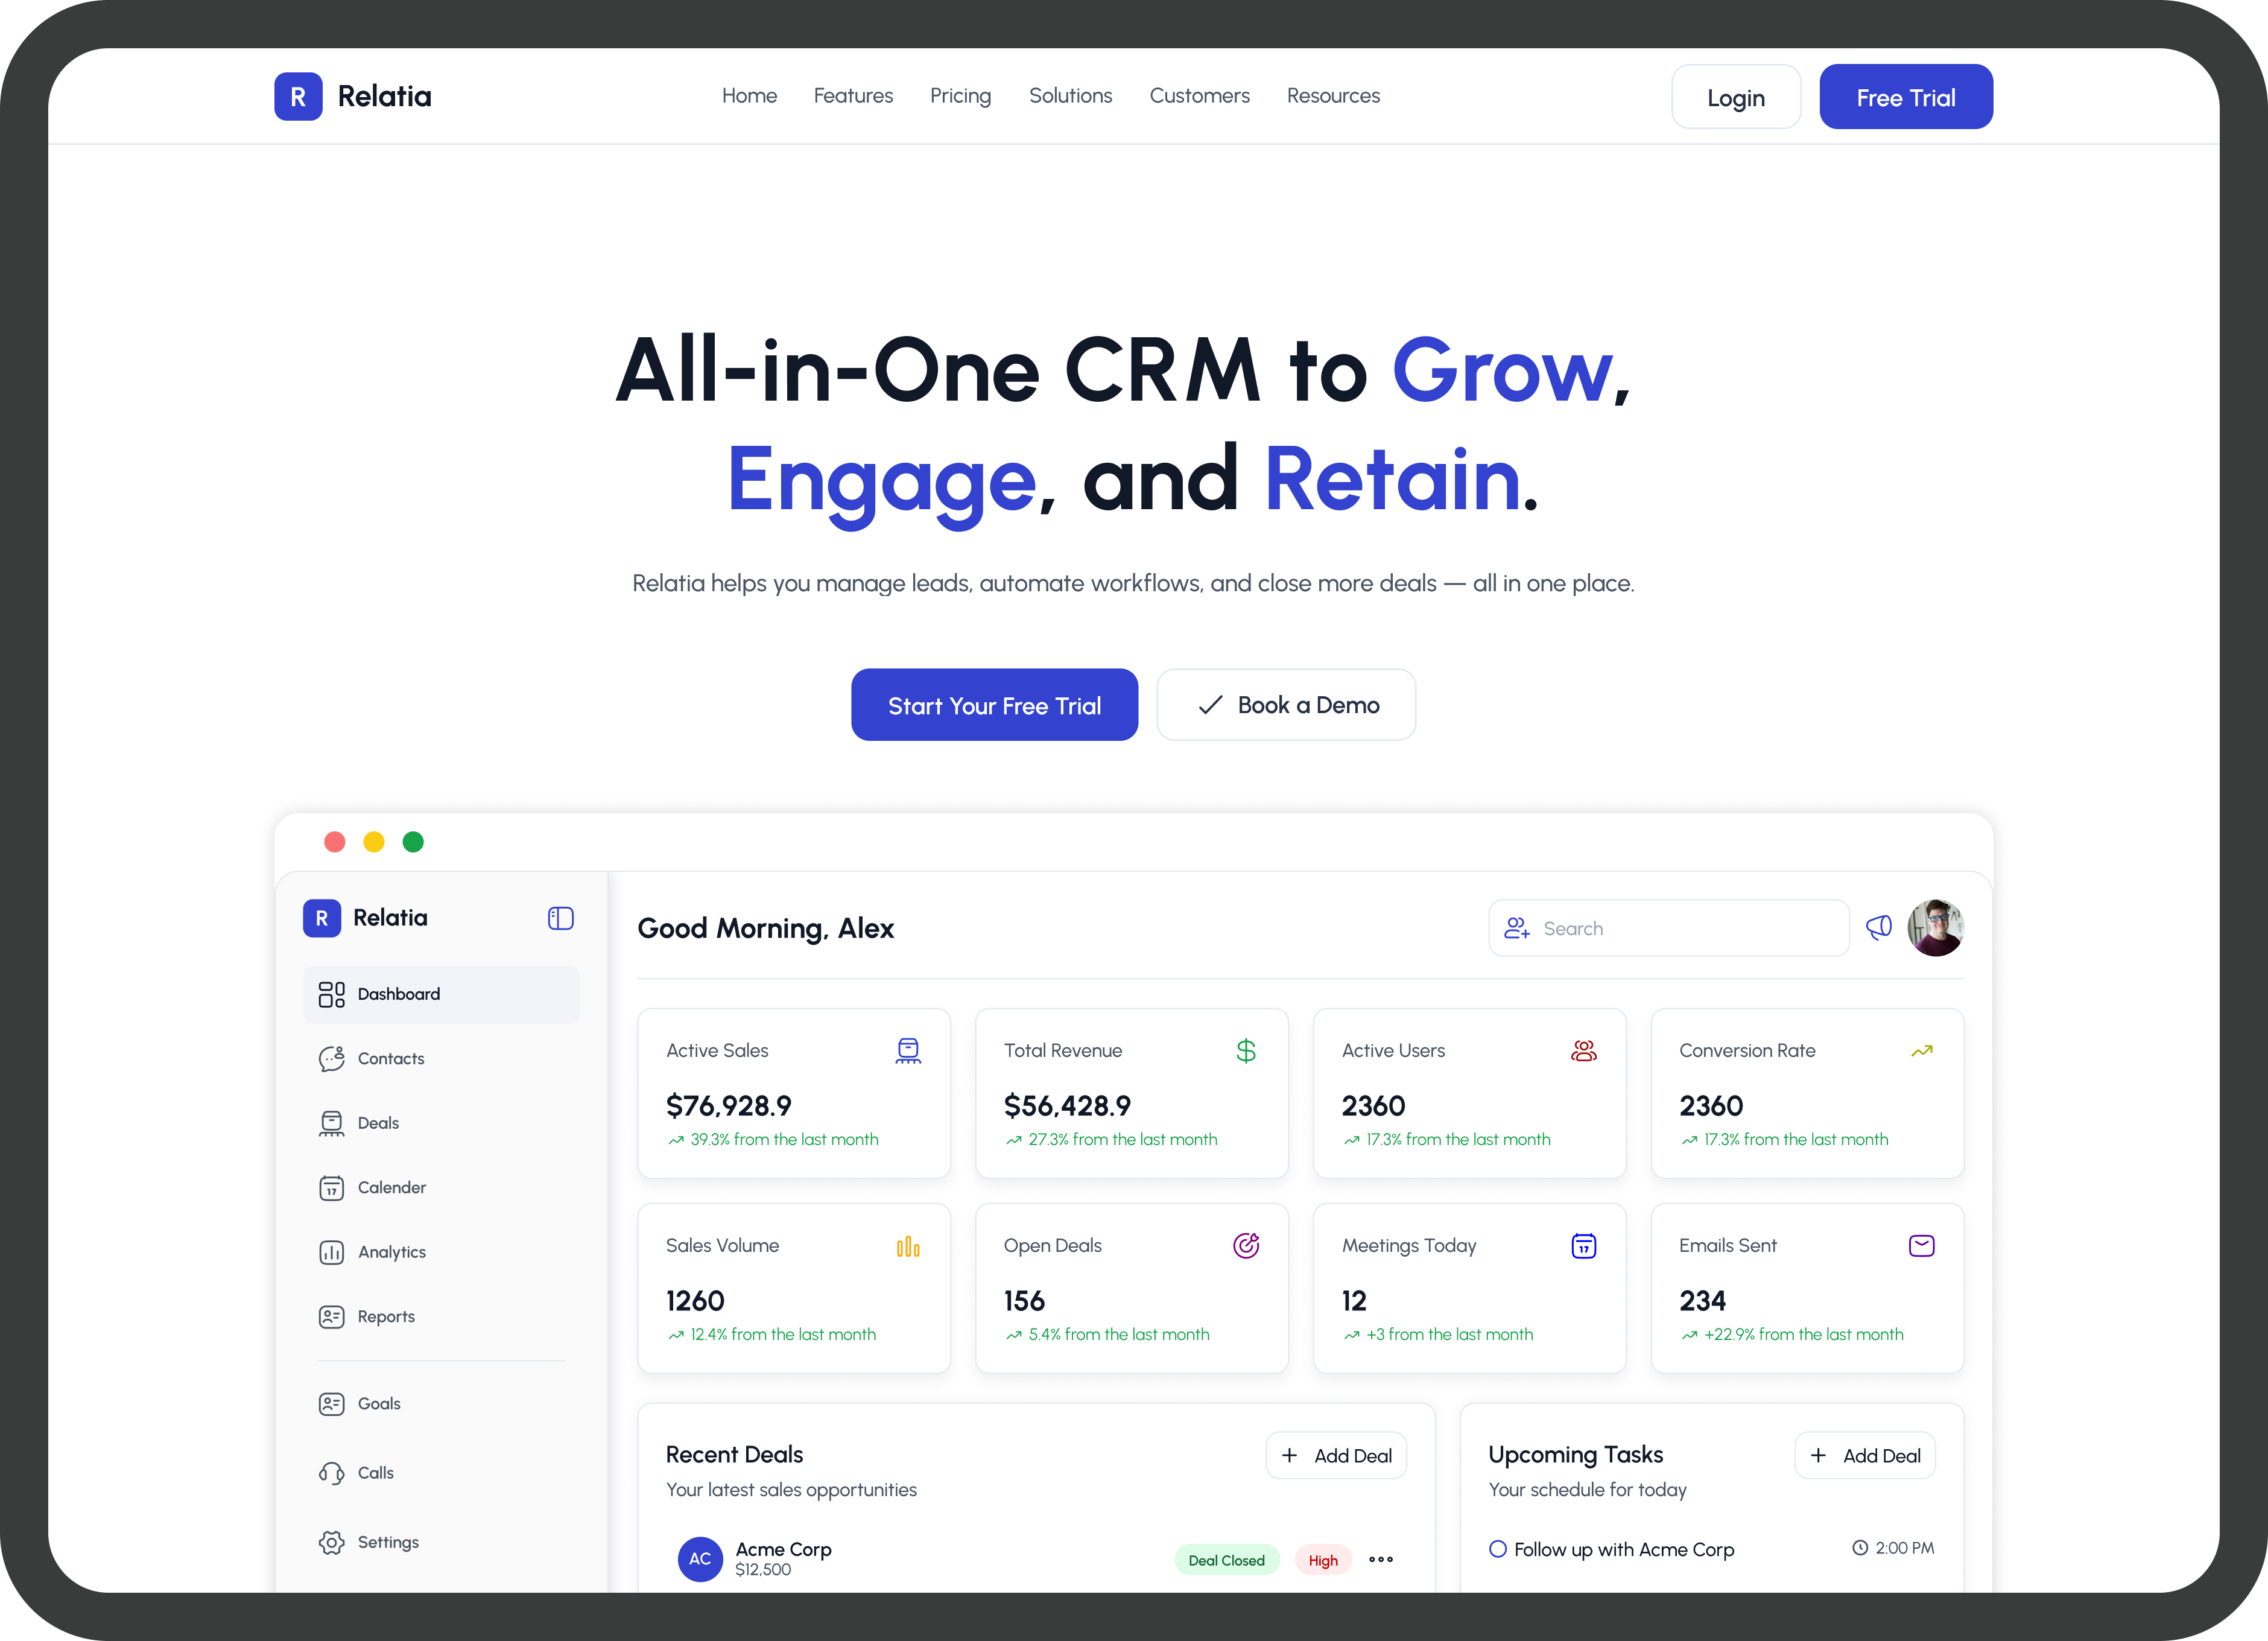 R Relatia
Home Features Pricing Solutions Customers Resources
Login
Free Trial
All-in-One CRM to Grow,
Engage, and Retain.
Relatia helps you manage leads, automate workflows, and close more deals — all in one place.
Start Your Free Trial
Book a Demo
R Relatia
Dashboard
Contacts
Deals
17 Calender
Analytics
Reports
Goals
Calls
Settings
Good Morning, Alex
Search
Active Sales
$76,928.9
39.3% from the last month
Total Revenue
$56,428.9
27.3% from the last month
Active Users
2360
17.3% from the last month
Conversion Rate
2360
17.3% from the last month
Sales Volume
1260
12.4% from the last month
Open Deals
156
5.4% from the last month
Meetings Today
17
12
+3 from the last month
Emails Sent
234
+22.9% from the last month
Recent Deals
+ Add Deal
Your latest sales opportunities
AC
Acme Corp
$12,500
Deal Closed
High
Upcoming Tasks
+ Add Deal
Your schedule for today
Follow up with Acme Corp
2:00 PM